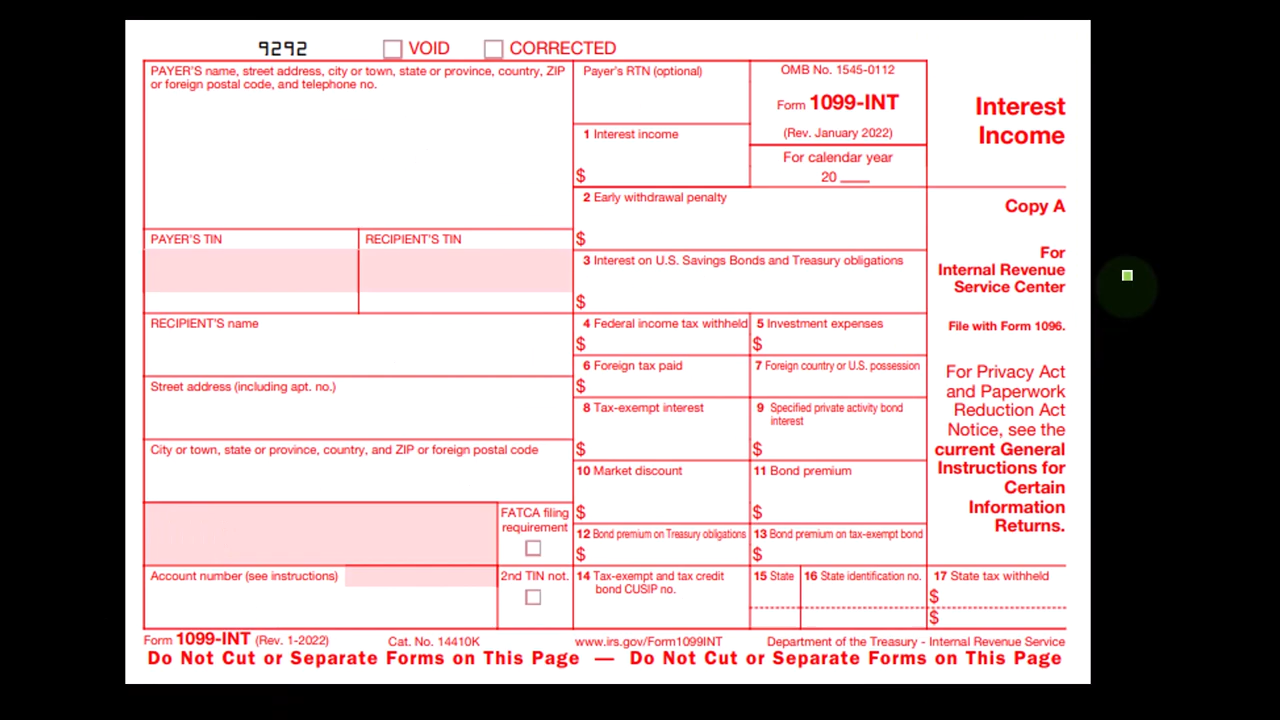 9292
VOID
CORRECTED
PAYER'S name, street address, city or town, state or province, country, ZIP
or foreign postal code, and telephone no.
Payer's RTN (optional)
OMB No. 1545-0112
Form 1099-INT
(Rev. January 2022)
For calendar year
20 ____
Interest
Income
1 Interest income
$
2 Early withdrawal penalty
$
Copy A
For
Internal Revenue
Service Center
File with Form 1096.
PAYER'S TIN
RECIPIENT'S TIN
3 Interest on U.S. Savings Bonds and Treasury obligations
$
RECIPIENT'S name
4 Federal income tax withheld
$
5 Investment expenses
$
6 Foreign tax paid
$
7 Foreign country or U.S. possession
For Privacy Act
and Paperwork
Reduction Act
Notice, see the
current General
Instructions for
Certain
Information
Returns.
Street address (including apt. no.)
8 Tax-exempt interest
$
9 Specified private activity bond
interest
$
City or town, state or province, country, and ZIP or foreign postal code
10 Market discount
$
11 Bond premium
$
FATCA filing
requirement
12 Bond premium on Treasury obligations
$
13 Bond premium on tax-exempt bond
$
Account number (see instructions)
2nd TIN not.
14 Tax-exempt and tax credit
bond CUSIP no.
15 State
16 State identification no.
17 State tax withheld
$
$
Form 1099-INT (Rev. 1-2022)
Cat. No. 14410K
www.irs.gov/Form1099INT
Department of the Treasury - Internal Revenue Service
Do Not Cut or Separate Forms on This Page — Do Not Cut or Separate Forms on This Page